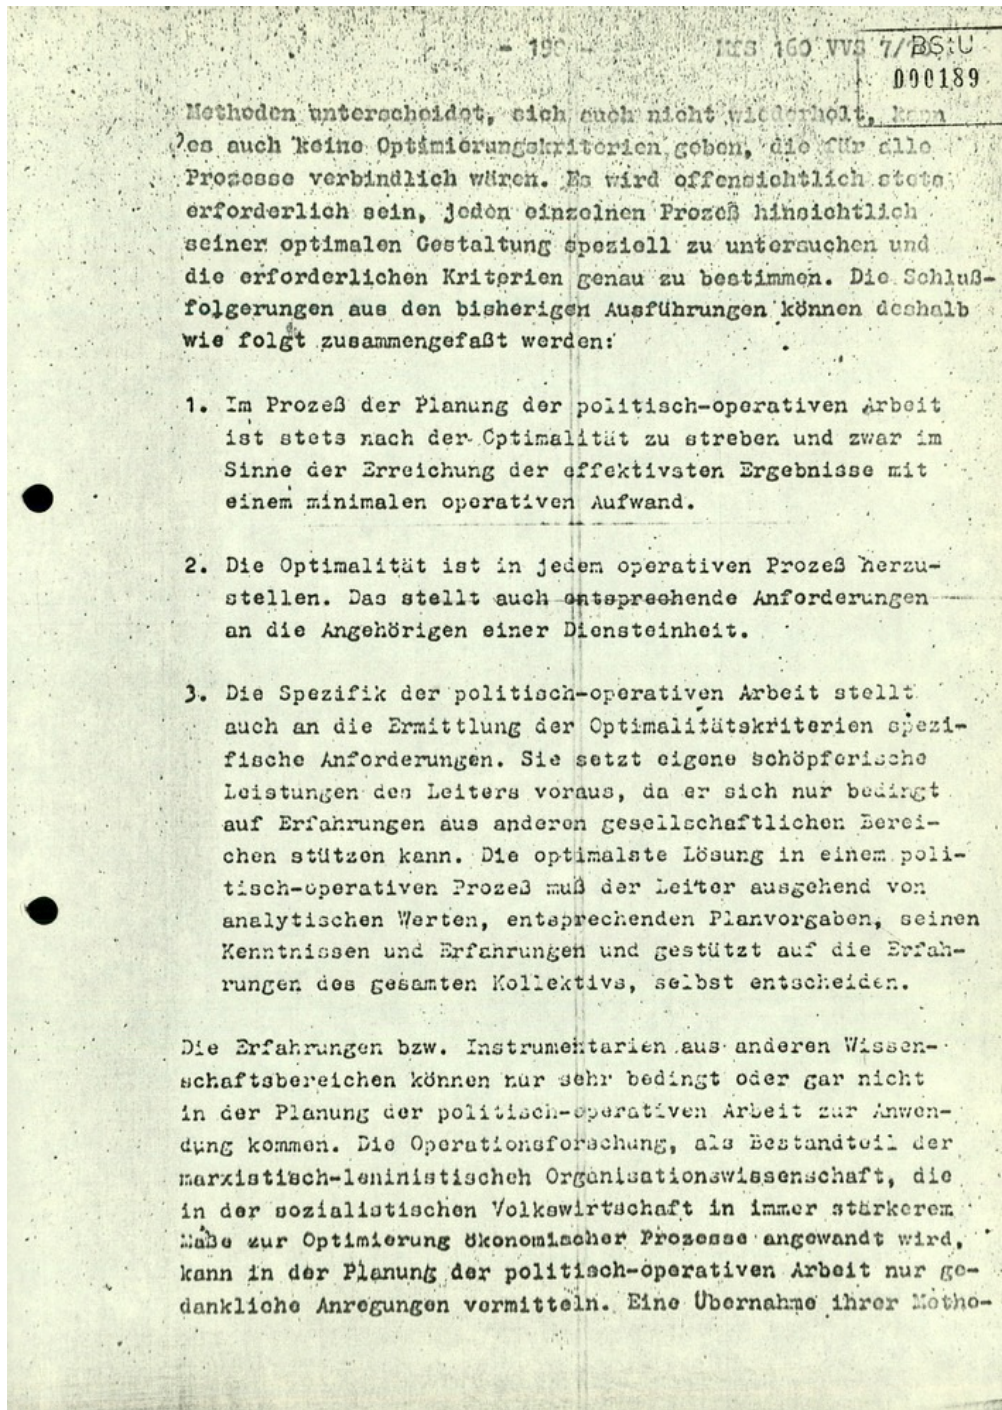 MfS 160 VVS 7/
BStU
000189
Methoden unterscheidet, sich auch nicht wiederholt, kann
es auch keine Optimierungskriterien geben, die für alle
Prozesse verbindlich wären. Es wird offensichtlich stets
erforderlich sein, jeden einzelnen Prozeß hinsichtlich
seiner optimalen Gestaltung speziell zu untersuchen und
die erforderlichen Kriterien genau zu bestimmen. Die Schluß-
folgerungen aus den bisherigen Ausführungen können deshalb
wie folgt zusammengefaßt werden:
1. Im Prozeß der Planung der politisch-operativen Arbeit
ist stets nach der Optimalität zu streben und zwar im
Sinne der Erreichung der effektivsten Ergebnisse mit
einem minimalen operativen Aufwand.
2. Die Optimalität ist in jedem operativen Prozeß herzu-
stellen. Das stellt auch entsprechende Anforderungen
an die Angehörigen einer Diensteinheit.
3. Die Spezifik der politisch-operativen Arbeit stellt
auch an die Ermittlung der Optimalitätskriterien spezi-
fische Anforderungen. Sie setzt eigene schöpferische
Leistungen des Leiters voraus, da er sich nur bedingt
auf Erfahrungen aus anderen gesellschaftlichen Berei-
chen stützen kann. Die optimalste Lösung in einem poli-
tisch-operativen Prozeß muß der Leiter ausgehend von
analytischen Werten, entsprechenden Planvorgaben, seinen
Kenntnissen und Erfahrungen und gestützt auf die Erfah-
rungen des gesamten Kollektivs, selbst entscheiden.
Die Erfahrungen bzw. Instrumentarien aus anderen Wissen-
schaftsbereichen können nur sehr bedingt oder gar nicht
in der Planung der politisch-operativen Arbeit zur Anwen-
dung kommen. Die Operationsforschung, als Bestandteil der
marxistisch-leninistischen Organisationswissenschaft, die
in der sozialistischen Volkswirtschaft in immer stärkerem
Maße zur Optimierung ökonomischer Prozesse angewandt wird,
kann in der Planung der politisch-operativen Arbeit nur ge-
dankliche Anregungen vermitteln. Eine Übernahme ihrer Metho-